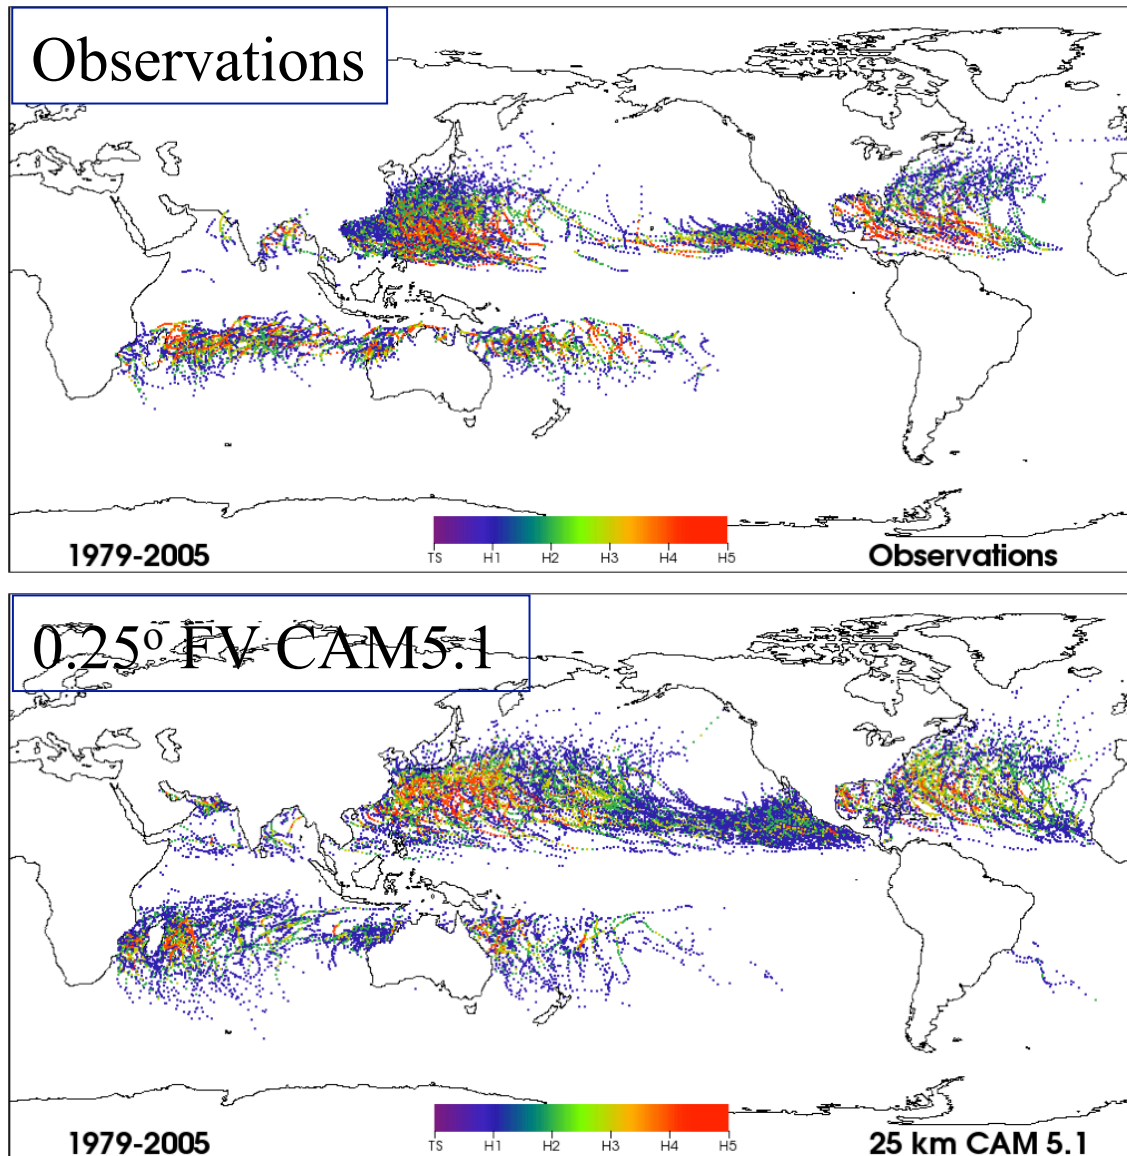 Observations
TS H1 H2 H3 H4 H5
1979-2005 Observations
0.25º FV CAM5.1
TS H1 H2 H3 H4 H5
1979-2005 25 km CAM 5.1